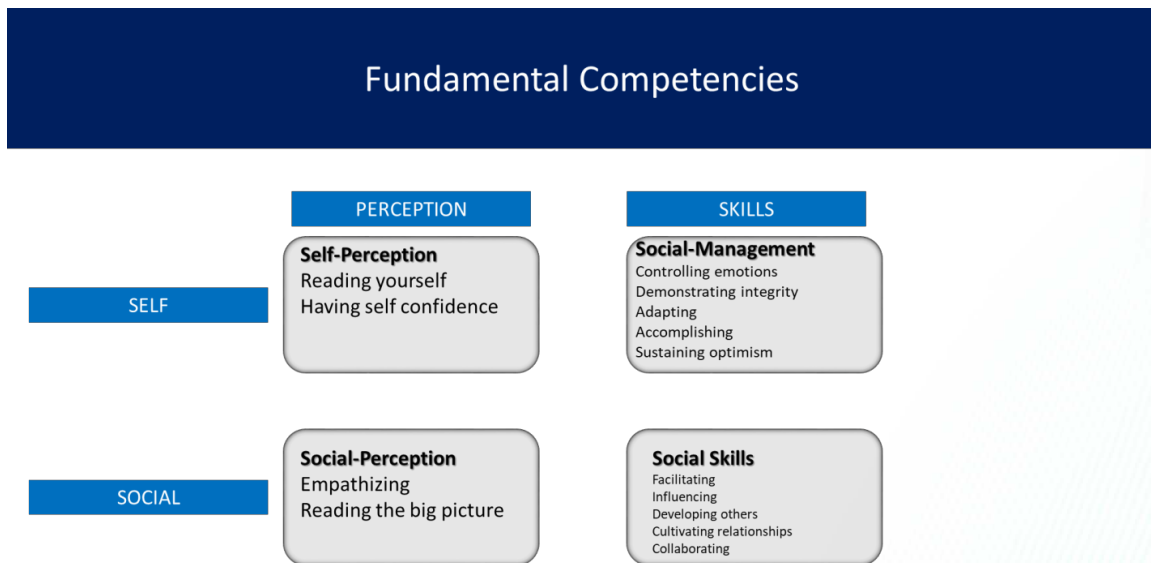 Fundamental Competencies
PERCEPTION
SKILLS
SELF
Self-Perception
Reading yourself
Having self confidence
Social-Management
Controlling emotions
Demonstrating integrity
Adapting
Accomplishing
Sustaining optimism
SOCIAL
Social-Perception
Empathizing
Reading the big picture
Social Skills
Facilitating
Influencing
Developing others
Cultivating relationships
Collaborating